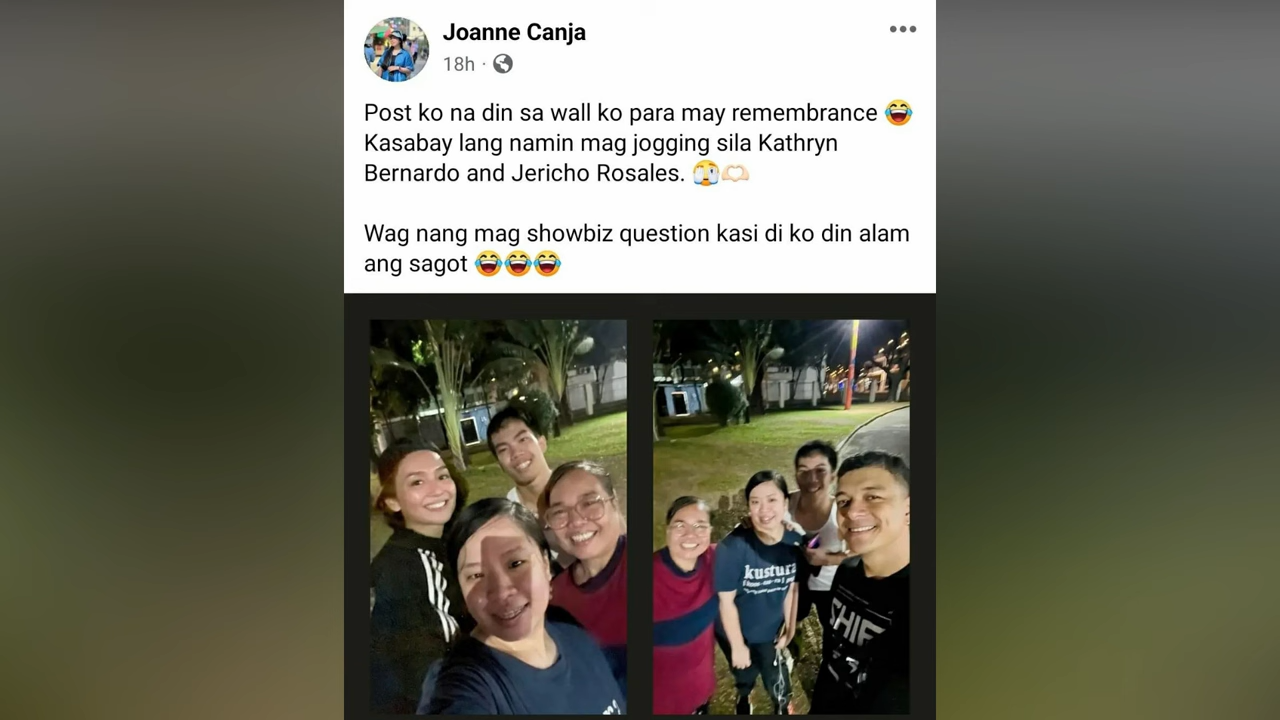 Joanne Canja
18h ·
Post ko na din sa wall ko para may remembrance 😂
Kasabay lang namin mag jogging sila Kathryn
Bernardo and Jericho Rosales. 🫣🫶🏻
Wag nang mag showbiz question kasi di ko din alam
ang sagot 😂😂😂
kustura
SHIF